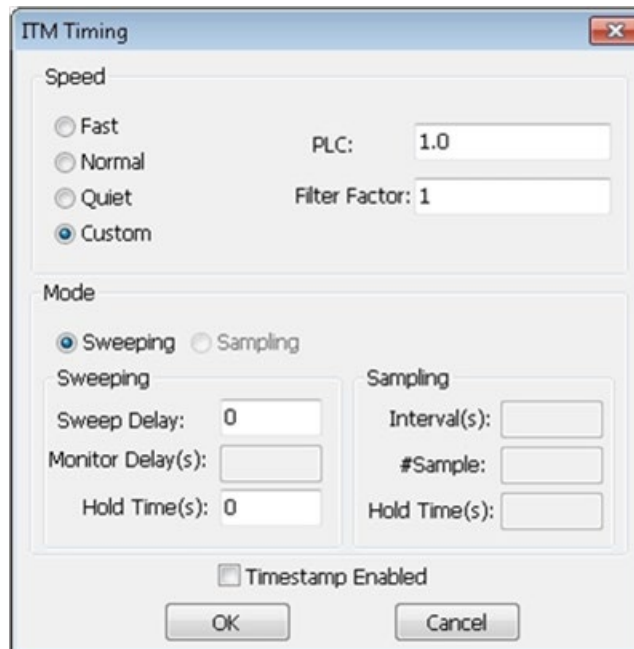 ITM Timing
Speed
Fast
Normal
Quiet
Custom
PLC: 1.0
Filter Factor: 1
Mode
Sweeping Sampling
Sweeping
Sweep Delay: 0
Monitor Delay(s):
Hold Time(s): 0
Sampling
Interval(s):
#Sample:
Hold Time(s):
Timestamp Enabled
OK Cancel